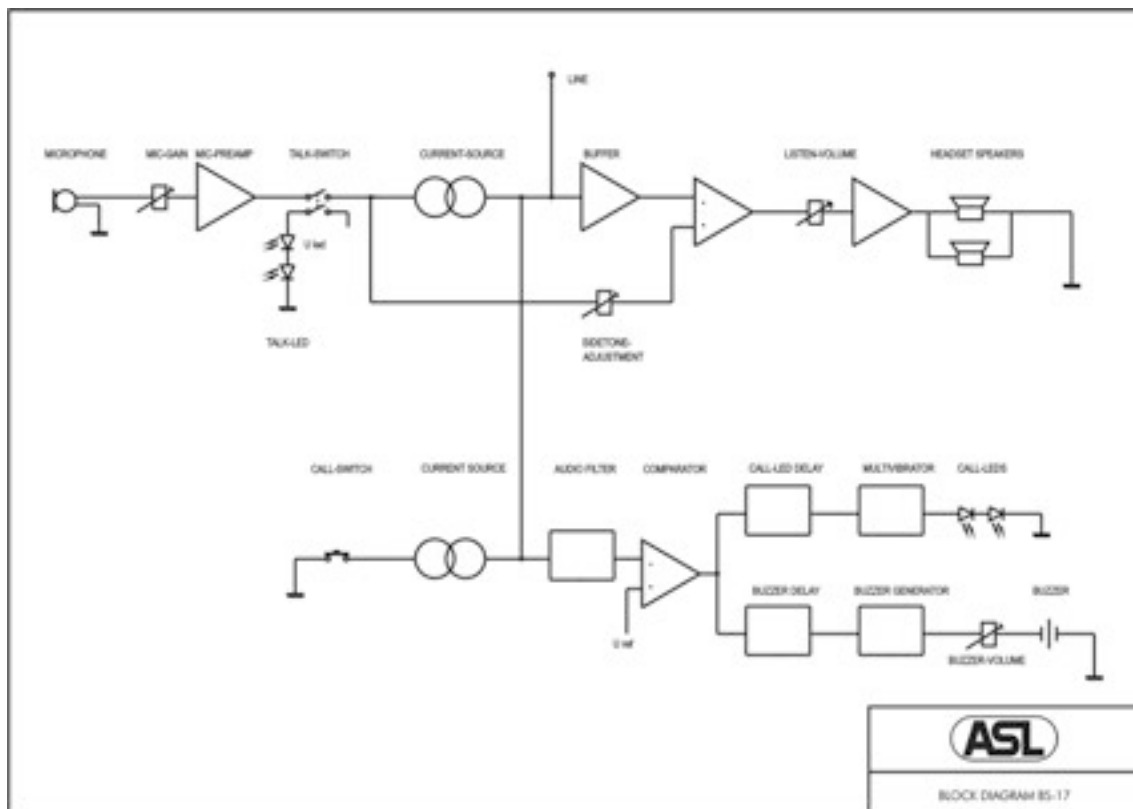 LINE
MICROPHONE
MIC-GAIN
MIC-PREAMP
TALK-SWITCH
CURRENT-SOURCE
BUFFER
LISTEN-VOLUME
HEADSET SPEAKERS
U led
TALK-LED
SIDETONE-
ADJUSTMENT
CALL-SWITCH
CURRENT SOURCE
AUDIO FILTER
COMPARATOR
CALL-LED DELAY
MULTIVIBRATOR
CALL-LEDS
U ref
BUZZER DELAY
BUZZER GENERATOR
BUZZER
BUZZER-VOLUME
ASL
BLOCK DIAGRAM BS-17